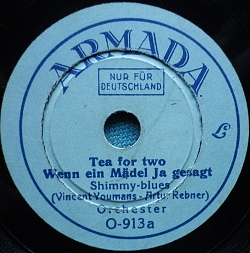 ARMADA
NUR FÜR
DEUTSCHLAND
L
Tea for two
Wenn ein Mädel Ja gesagt
Shimmy-blues
(Vincent Youmans - Artur Rebner)
Orchester
O-913a